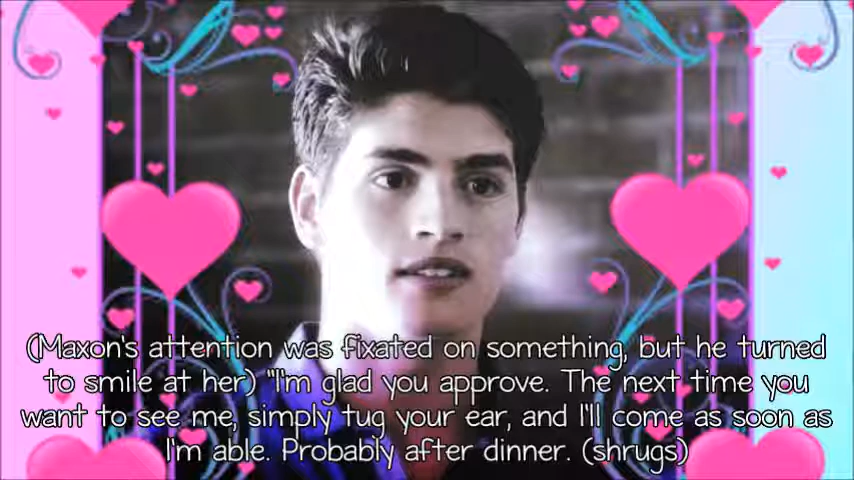 (Maxon's attention was fixated on something, but he turned
to smile at her) "I'm glad you approve. The next time you
want to see me, simply tug your ear, and I'll come as soon as
I'm able. Probably after dinner. (shrugs)